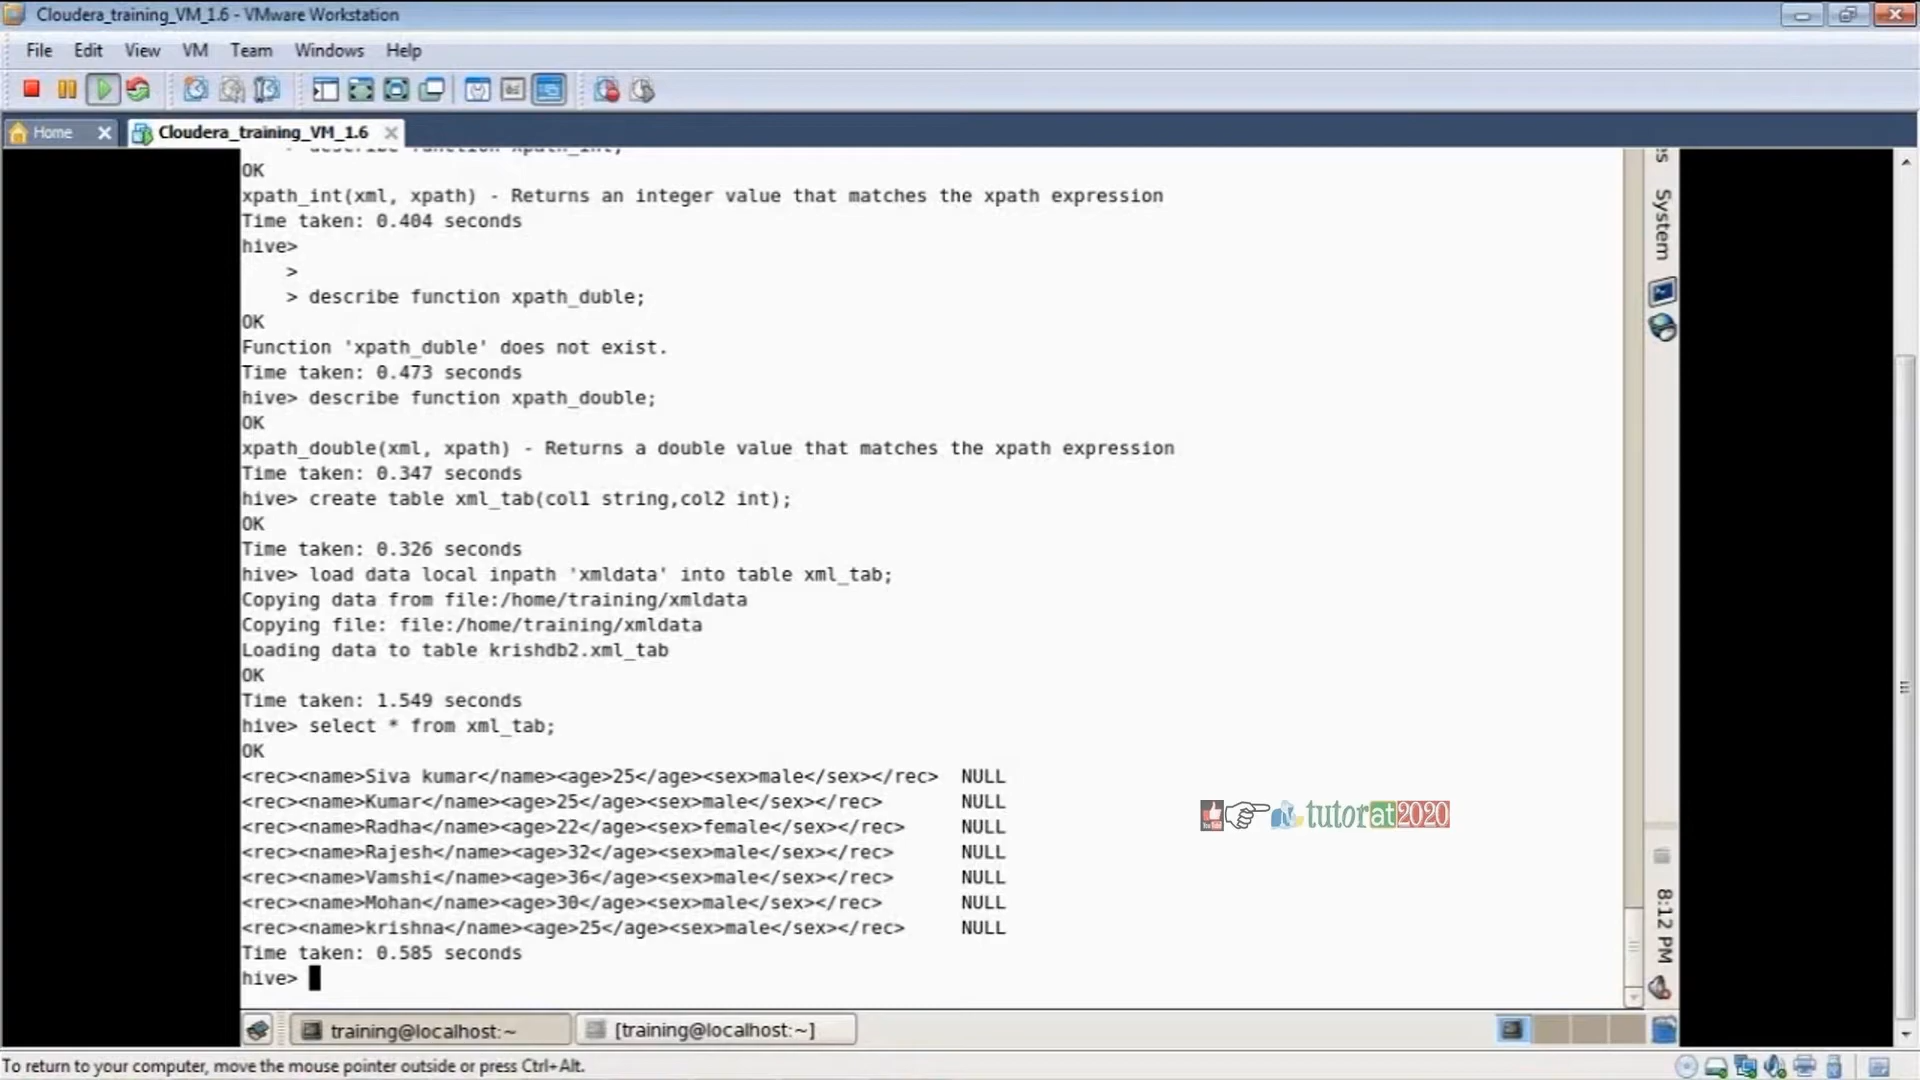 Cloudera_training_VM_1.6 - VMware Workstation
File Edit View VM Team Windows Help
Home Cloudera_training_VM_1.6
> describe function xpath_int;
OK
xpath_int(xml, xpath) - Returns an integer value that matches the xpath expression
Time taken: 0.404 seconds
hive>
>
> describe function xpath_duble;
OK
Function 'xpath_duble' does not exist.
Time taken: 0.473 seconds
hive> describe function xpath_double;
OK
xpath_double(xml, xpath) - Returns a double value that matches the xpath expression
Time taken: 0.347 seconds
hive> create table xml_tab(col1 string,col2 int);
OK
Time taken: 0.326 seconds
hive> load data local inpath 'xmldata' into table xml_tab;
Copying data from file:/home/training/xmldata
Copying file: file:/home/training/xmldata
Loading data to table krishdb2.xml_tab
OK
Time taken: 1.549 seconds
hive> select * from xml_tab;
OK
<rec><name>Siva kumar</name><age>25</age><sex>male</sex></rec> NULL
<rec><name>Kumar</name><age>25</age><sex>male</sex></rec> NULL
<rec><name>Radha</name><age>22</age><sex>female</sex></rec> NULL
<rec><name>Rajesh</name><age>32</age><sex>male</sex></rec> NULL
<rec><name>Vamshi</name><age>36</age><sex>male</sex></rec> NULL
<rec><name>Mohan</name><age>30</age><sex>male</sex></rec> NULL
<rec><name>krishna</name><age>25</age><sex>male</sex></rec> NULL
Time taken: 0.585 seconds
hive>
tutorat2020
System
8:12 PM
training@localhost:~ [training@localhost:~]
To return to your computer, move the mouse pointer outside or press Ctrl+Alt.